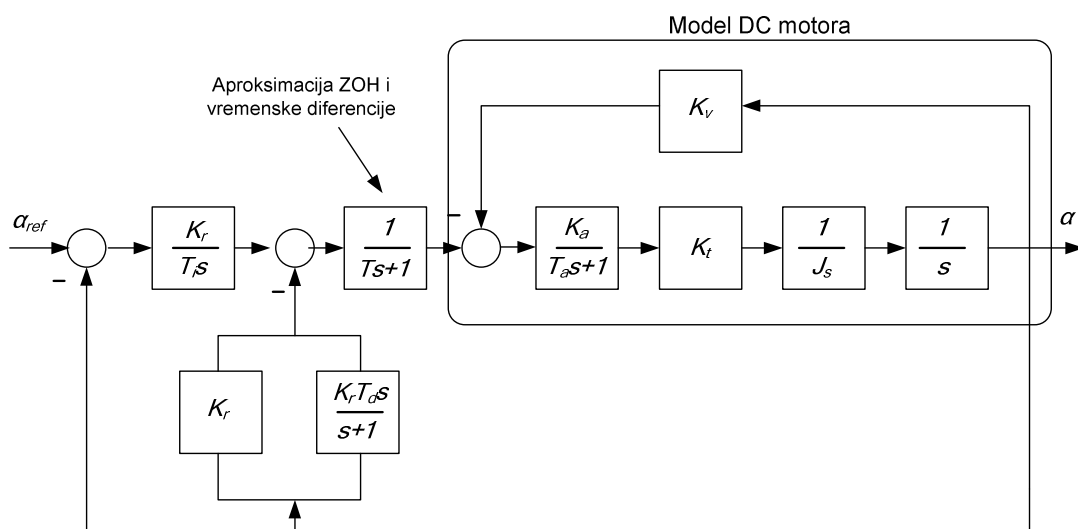 Model DC motora
Aproksimacija ZOH i
vremenske diferencije
K_v
α_ref
K_r
T_I s
1
Ts+1
K_a
T_a s+1
K_t
1
J_s
1
s
α
–
–
–
K_r
K_r T_d s
s+1